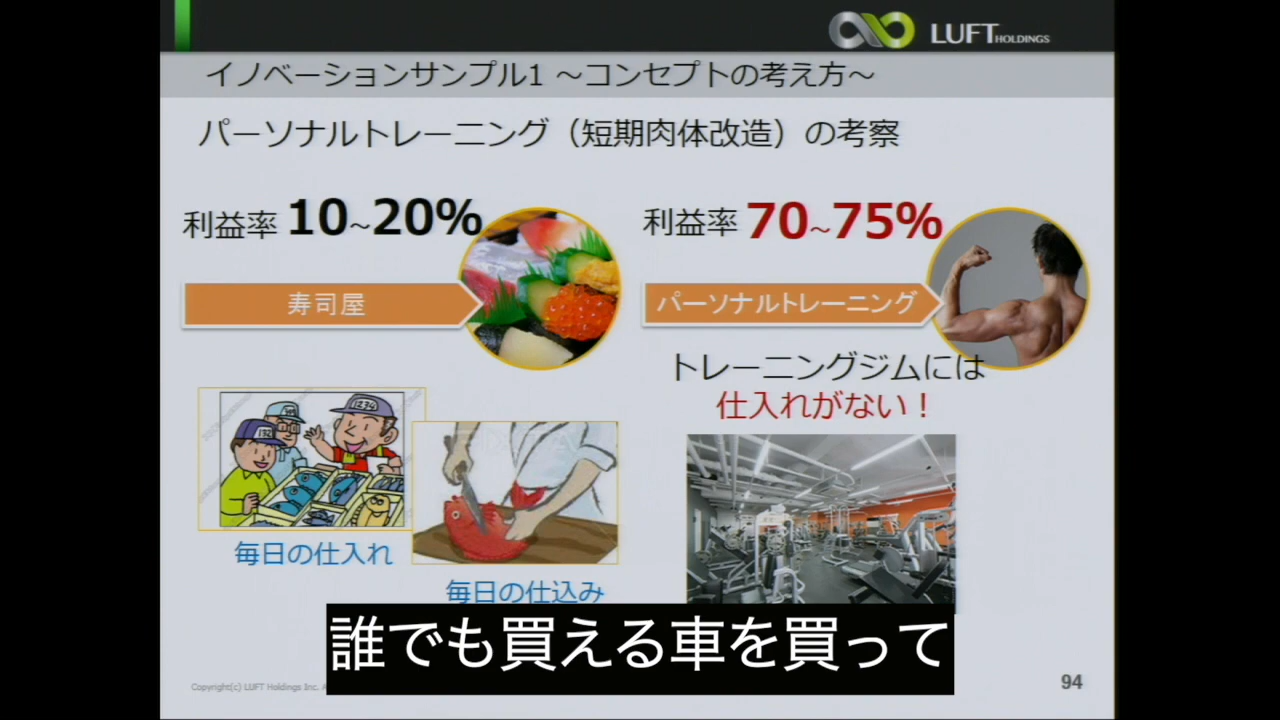 LUFT HOLDINGS
イノベーションサンプル1 ~コンセプトの考え方~
パーソナルトレーニング(短期肉体改造)の考察
利益率 10~20%
寿司屋
利益率 70~75%
パーソナルトレーニング
トレーニングジムには
仕入れがない!
毎日の仕入れ
毎日の仕込み
誰でも買える車を買って
Copyright(c) LUFT Holdings Inc.
94